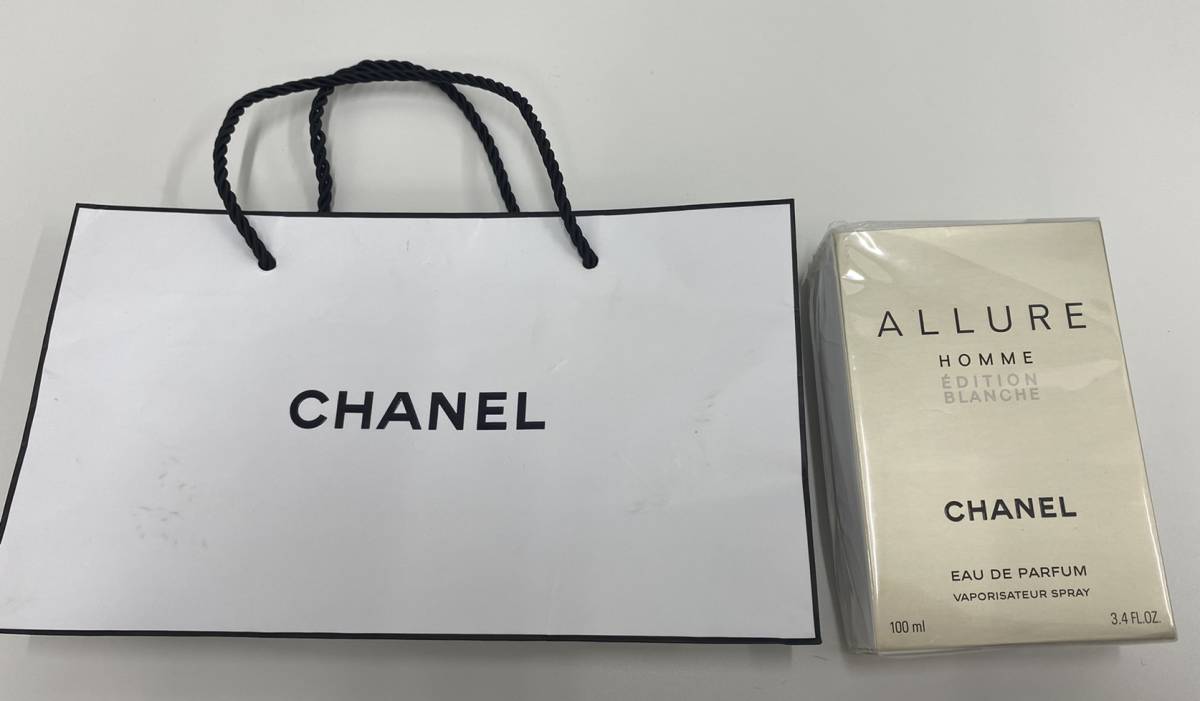 CHANEL
ALLURE
HOMME
ÉDITION
BLANCHE
CHANEL
EAU DE PARFUM
VAPORISATEUR SPRAY
100 ml
3.4 FL.OZ.